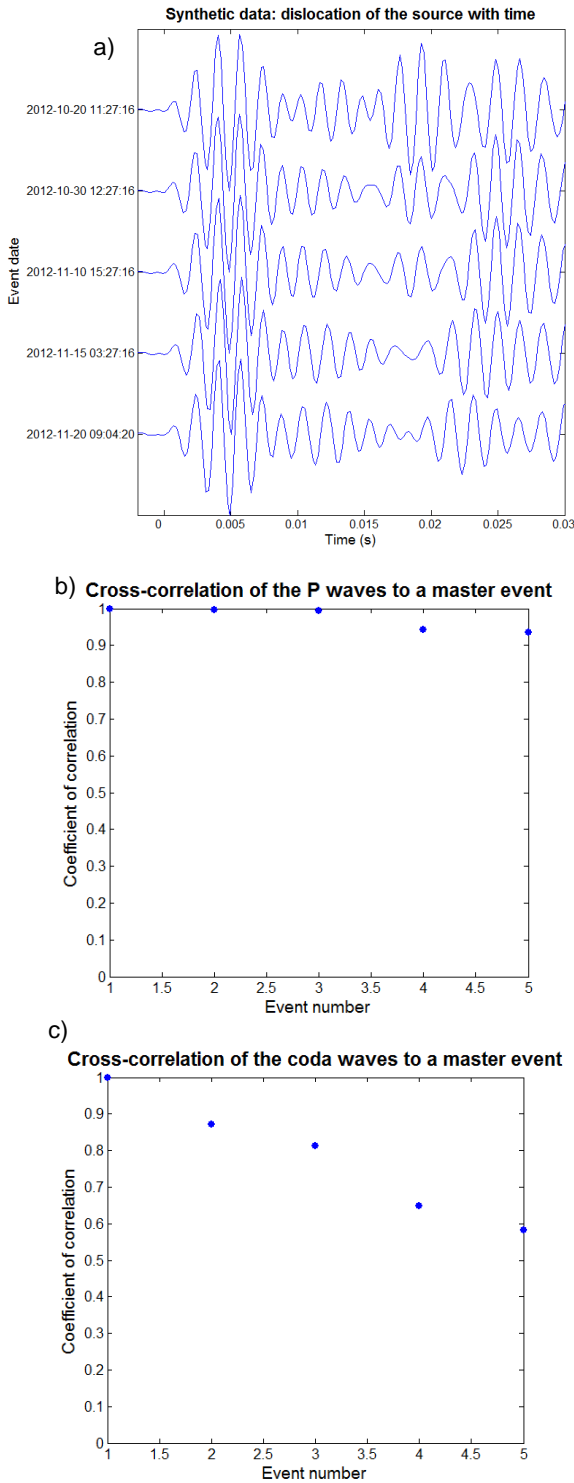 Synthetic data: dislocation of the source with time
a)
2012-10-20 11:27:16
2012-10-30 12:27:16
2012-11-10 15:27:16
2012-11-15 03:27:16
2012-11-20 09:04:20
Event date
0 0.005 0.01 0.015 0.02 0.025 0.03
Time (s)
b)
Cross-correlation of the P waves to a master event
1
0.9
0.8
0.7
0.6
0.5
0.4
0.3
0.2
0.1
0
Coefficient of correlation
1 1.5 2 2.5 3 3.5 4 4.5 5
Event number
c)
Cross-correlation of the coda waves to a master event
1
0.9
0.8
0.7
0.6
0.5
0.4
0.3
0.2
0.1
0
Coefficient of correlation
1 1.5 2 2.5 3 3.5 4 4.5 5
Event number